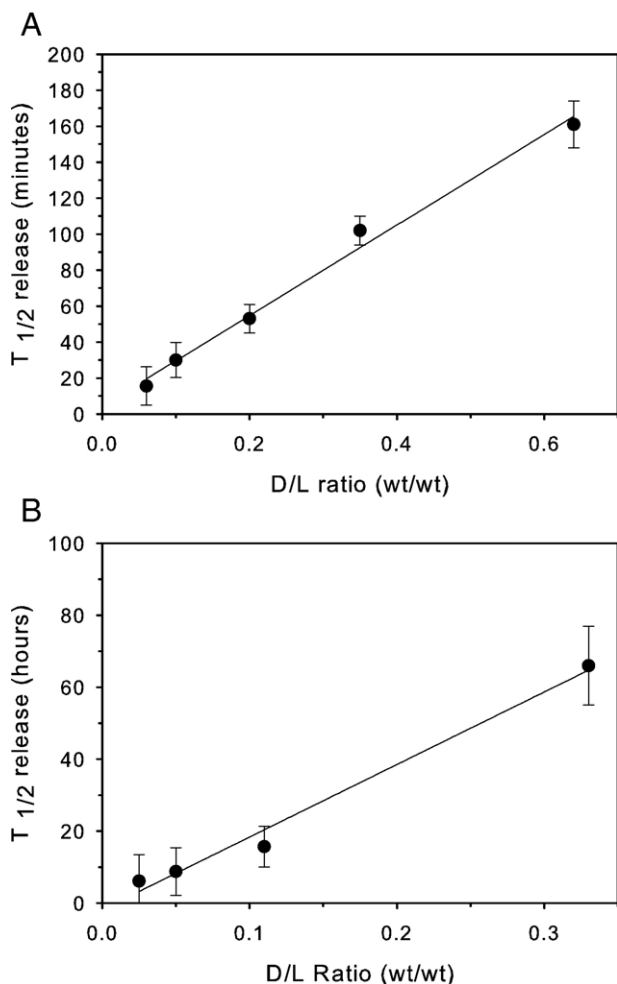 A
T 1/2 release (minutes)
200
180
160
140
120
100
80
60
40
20
0
0.0 0.2 0.4 0.6
D/L ratio (wt/wt)
B
T 1/2 release (hours)
100
80
60
40
20
0
0.0 0.1 0.2 0.3
D/L Ratio (wt/wt)